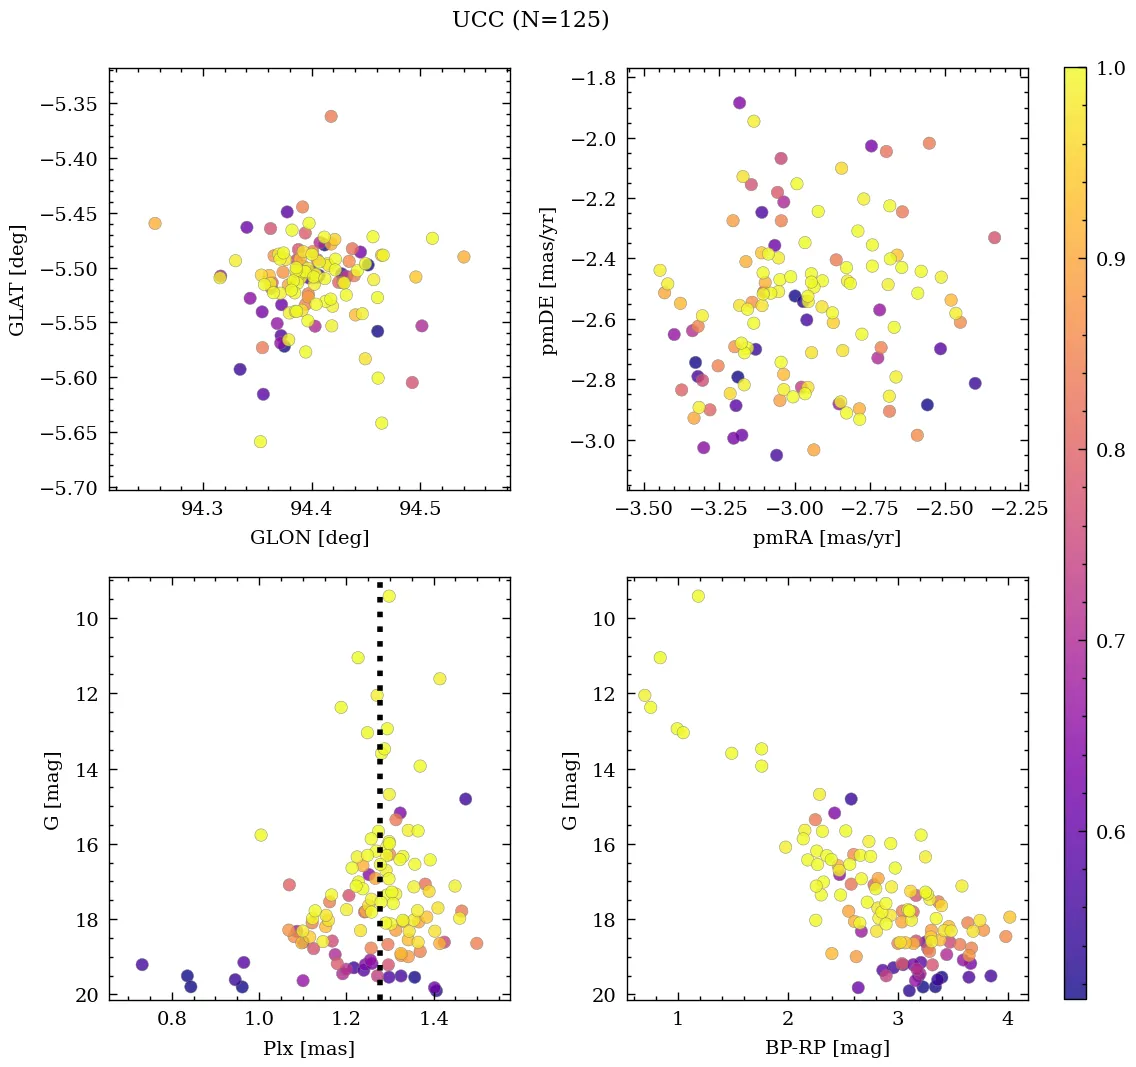 UCC (N=125)
−5.35
−5.40
−5.45
−5.50
−5.55
−5.60
−5.65
−5.70
GLAT [deg]
94.3 94.4 94.5
GLON [deg]
−1.8
−2.0
−2.2
−2.4
−2.6
−2.8
−3.0
pmDE [mas/yr]
−3.50 −3.25 −3.00 −2.75 −2.50 −2.25
pmRA [mas/yr]
1.0
0.9
0.8
0.7
0.6
10
12
14
16
18
20
G [mag]
0.8 1.0 1.2 1.4
Plx [mas]
10
12
14
16
18
20
G [mag]
1 2 3 4
BP-RP [mag]